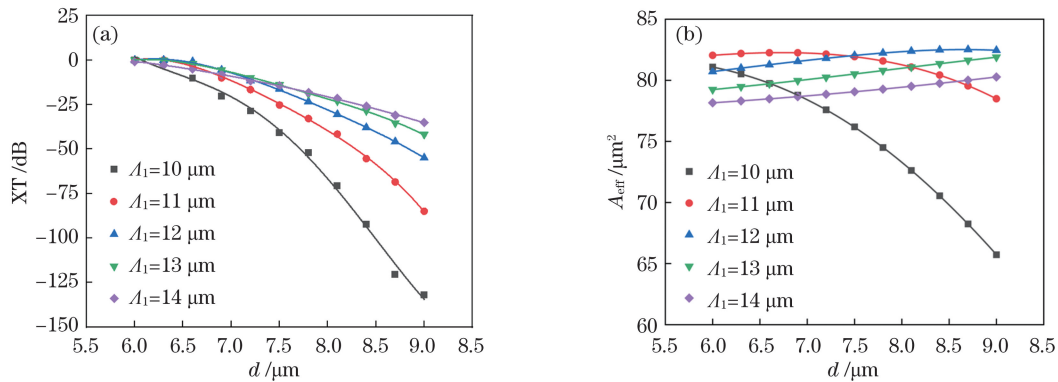 (a)
XT /dB
25
0
−25
−50
−75
−100
−125
−150
Λ₁=10 μm
Λ₁=11 μm
Λ₁=12 μm
Λ₁=13 μm
Λ₁=14 μm
5.5 6.0 6.5 7.0 7.5 8.0 8.5 9.0 8.5
d /μm
(b)
A_eff /μm²
85
80
75
70
65
60
Λ₁=10 μm
Λ₁=11 μm
Λ₁=12 μm
Λ₁=13 μm
Λ₁=14 μm
5.5 6.0 6.5 7.0 7.5 8.0 8.5 9.0 8.5
d /μm